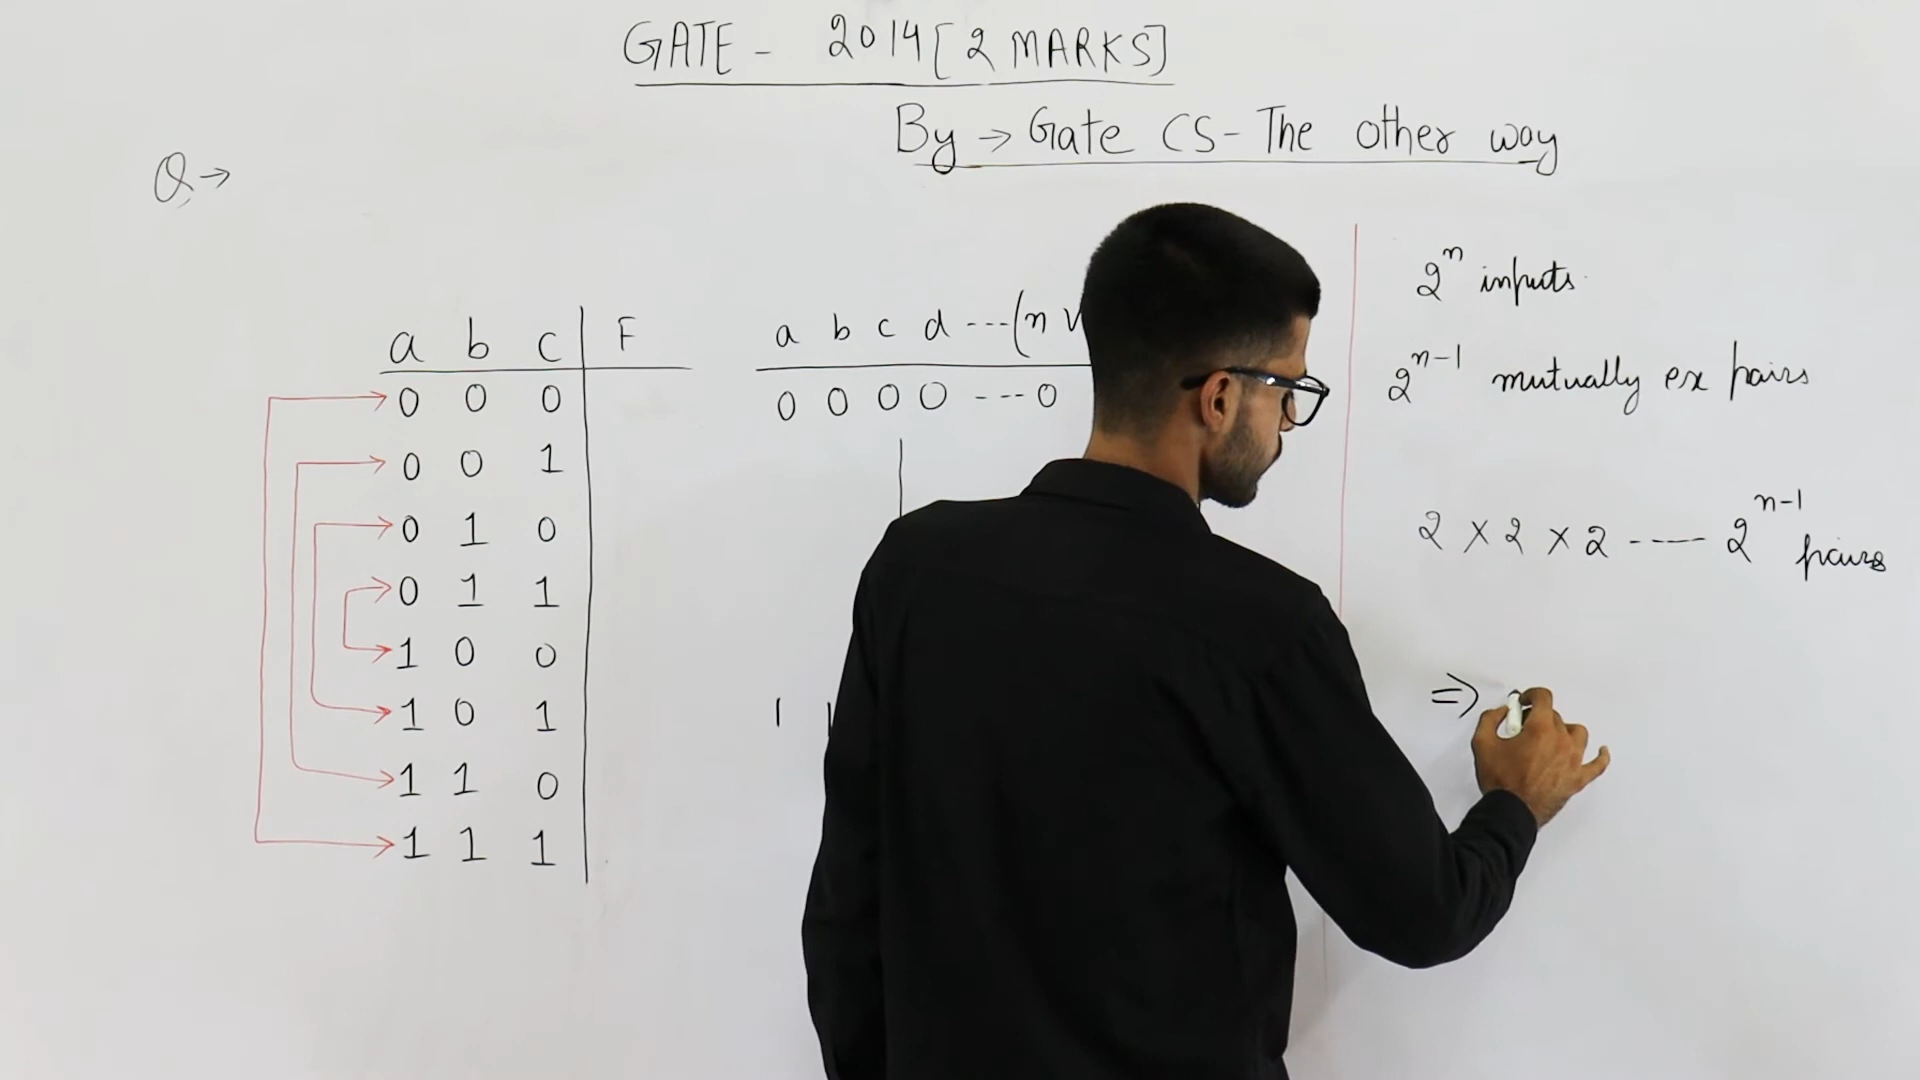 GATE - 2014 [2 MARKS]
By → Gate CS - The other way
Q →
a b c F
0 0 0
0 0 1
0 1 0
0 1 1
1 0 0
1 0 1
1 1 0
1 1 1
a b c d ---(n
0 0 0 0 ---0
1 1
2^n inputs
2^(n-1) mutually ex pairs
2 × 2 × 2 ---- 2^(n-1) pairs
⇒